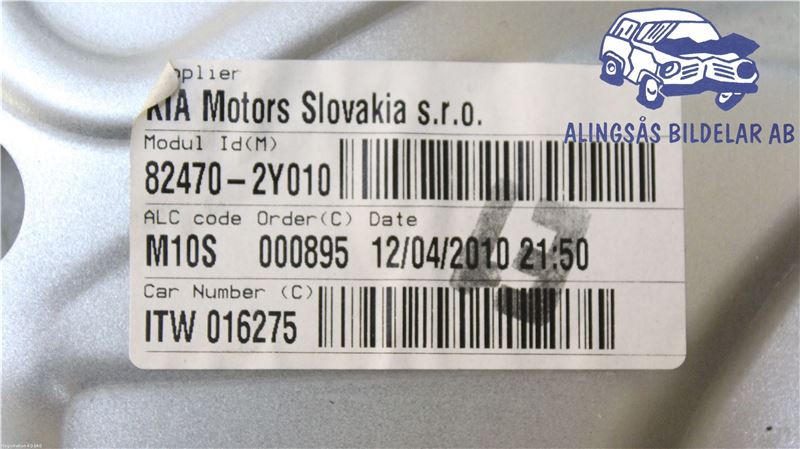 pplier
KIA Motors Slovakia s.r.o.
Modul Id(M)
82470-2Y010
ALC code Order(C) Date
M10S 000895 12/04/2010 21:50
Car Number (C)
ITW 016275
ALINGSÅS BILDELAR AB